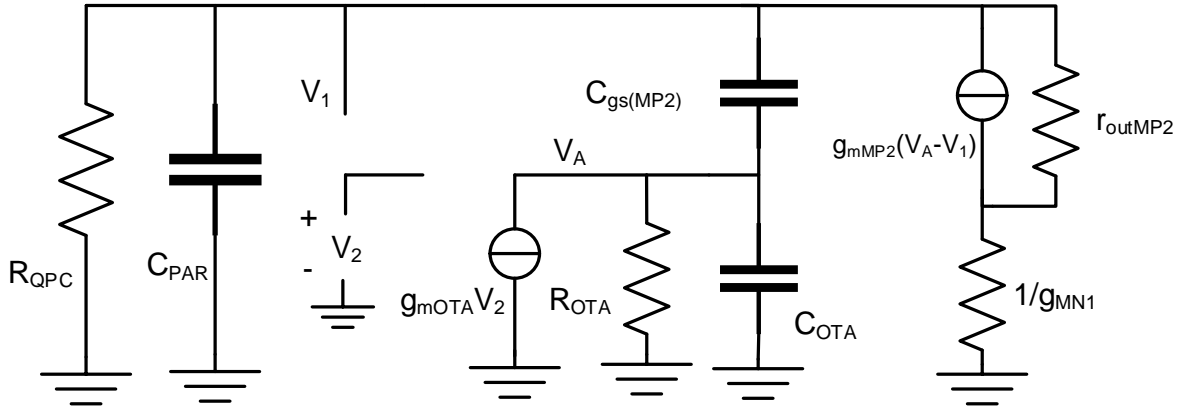 V1
Cgs(MP2)
routMP2
gmMP2(VA-V1)
VA
+
V2
-
RQPC
CPAR
gmOTAV2
ROTA
COTA
1/gMN1